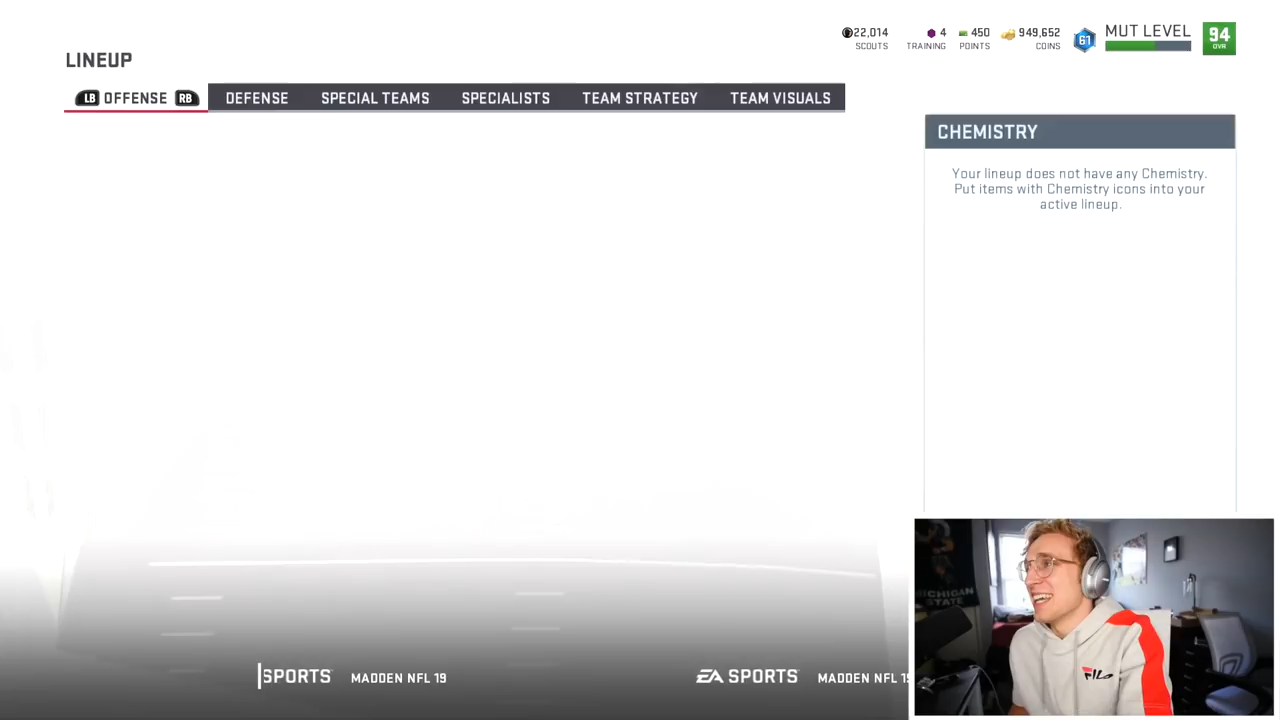 LINEUP
22,014 SCOUTS
4 TRAINING
450 POINTS
949,652 COINS
61
MUT LEVEL
94 OVR
LB OFFENSE RB DEFENSE SPECIAL TEAMS SPECIALISTS TEAM STRATEGY TEAM VISUALS
CHEMISTRY
Your lineup does not have any Chemistry.
Put items with Chemistry icons into your
active lineup.
MICHIGAN
STATE
FILA
SPORTS MADDEN NFL 19 EA SPORTS MADDEN NFL 19